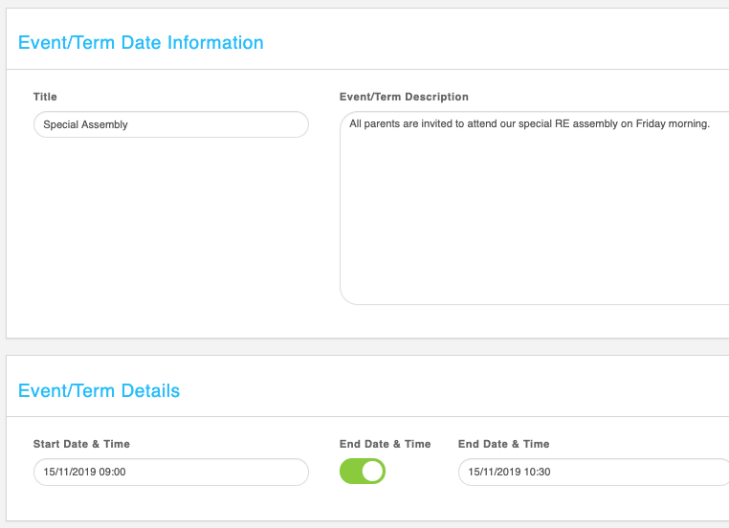 Event/Term Date Information
Title
Event/Term Description
Special Assembly
All parents are invited to attend our special RE assembly on Friday morning.
Event/Term Details
Start Date & Time
End Date & Time
End Date & Time
15/11/2019 09:00
15/11/2019 10:30